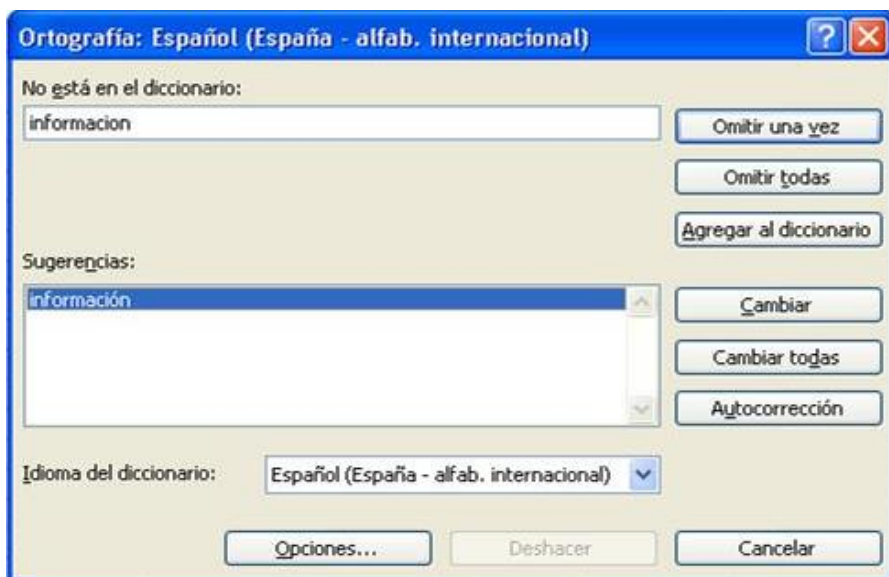 Ortografía: Español (España - alfab. internacional)
No está en el diccionario:
informacion
Omitir una vez
Omitir todas
Agregar al diccionario
Sugerencias:
información
Cambiar
Cambiar todas
Autocorrección
Idioma del diccionario:
Español (España - alfab. internacional)
Opciones...
Deshacer
Cancelar